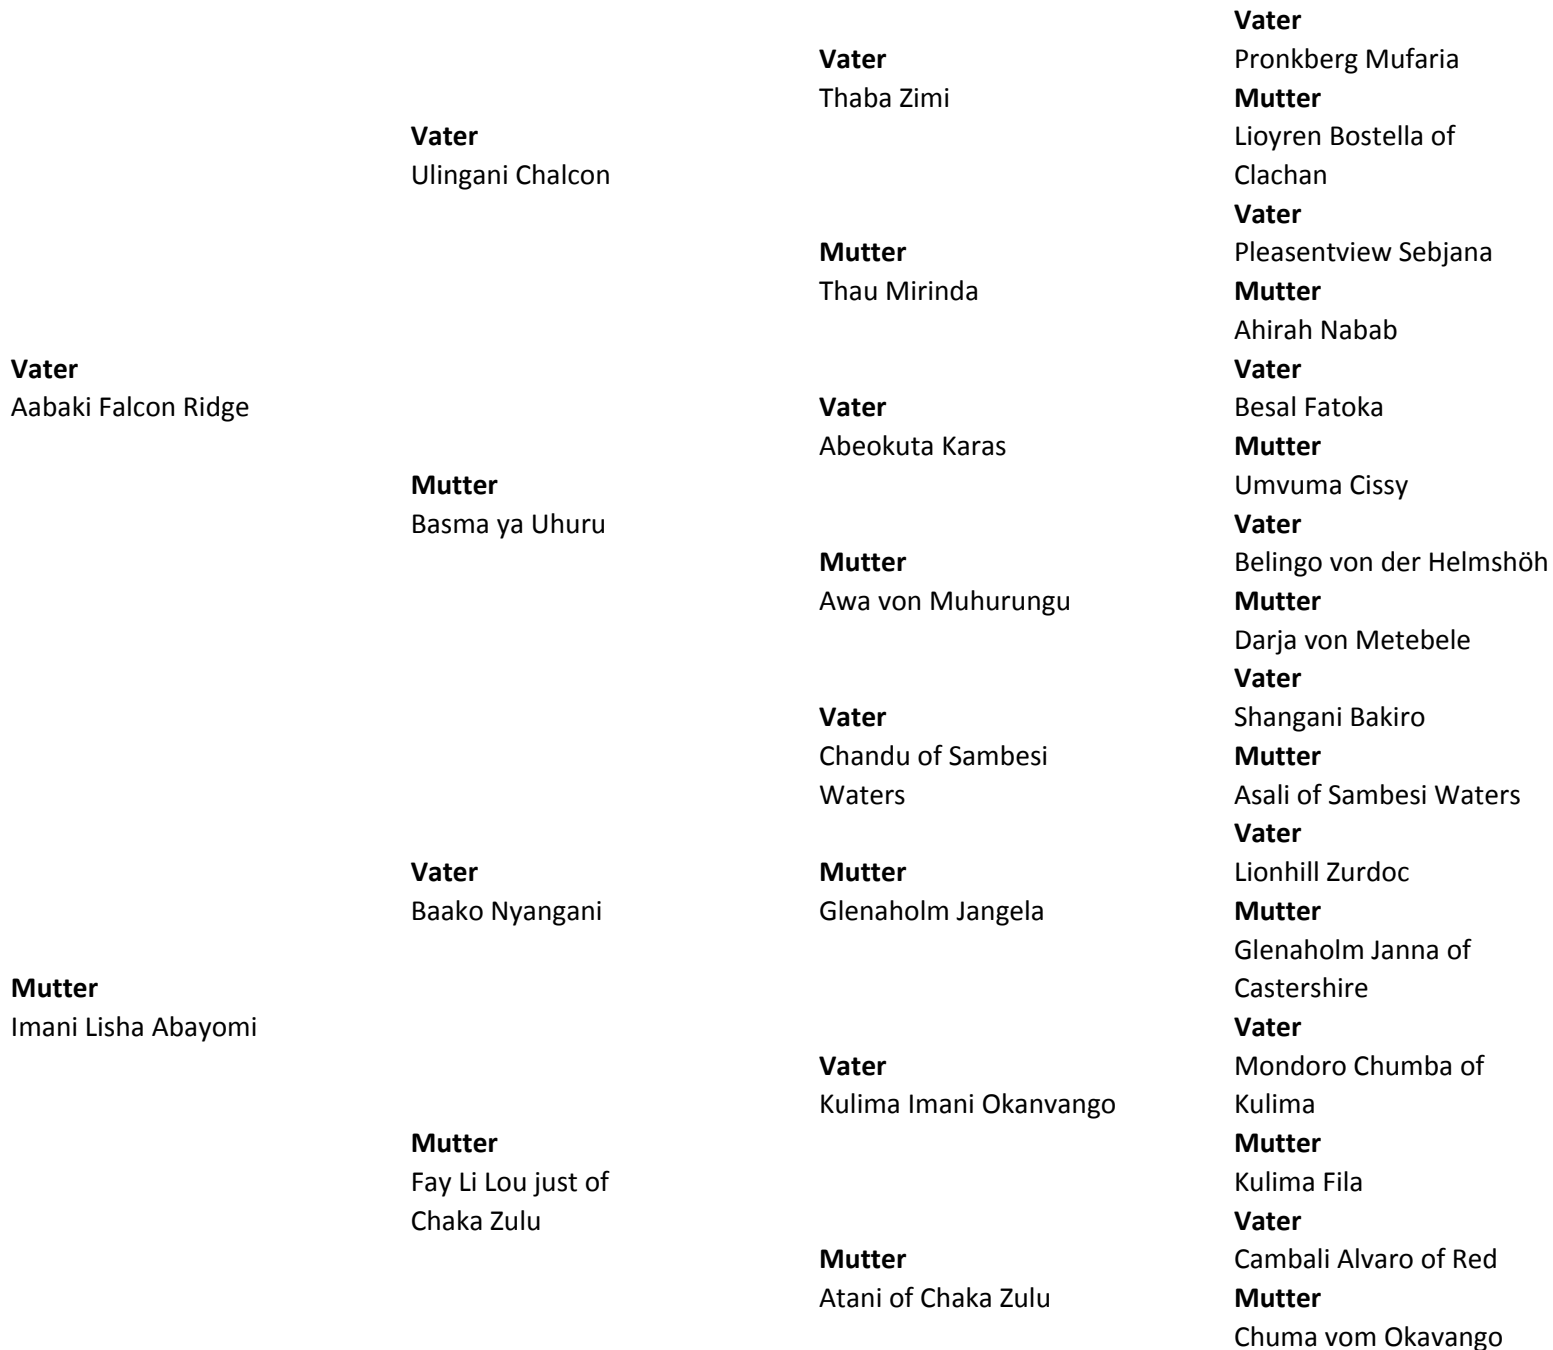 Vater
Vater Pronkberg Mufaria
Thaba Zimi Mutter
Vater Lioyren Bostella of
Ulingani Chalcon Clachan
Vater
Mutter Pleasentview Sebjana
Thau Mirinda Mutter
Ahirah Nabab
Vater Vater
Aabaki Falcon Ridge Vater Besal Fatoka
Abeokuta Karas Mutter
Mutter Umvuma Cissy
Basma ya Uhuru Vater
Mutter Belingo von der Helmshöh
Awa von Muhurungu Mutter
Darja von Metebele
Vater
Vater Shangani Bakiro
Chandu of Sambesi Mutter
Waters Asali of Sambesi Waters
Vater
Vater Mutter Lionhill Zurdoc
Baako Nyangani Glenaholm Jangela Mutter
Glenaholm Janna of
Mutter Castershire
Imani Lisha Abayomi Vater
Vater Mondoro Chumba of
Kulima Imani Okanvango Kulima
Mutter Mutter
Fay Li Lou just of Kulima Fila
Chaka Zulu Vater
Mutter Cambali Alvaro of Red
Atani of Chaka Zulu Mutter
Chuma vom Okavango